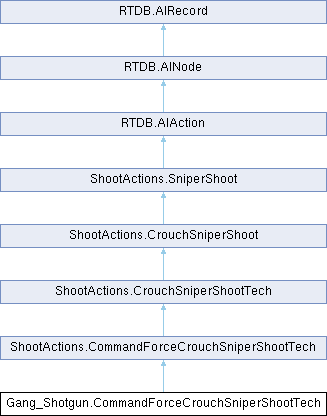 RTDB.AIRecord
RTDB.AINode
RTDB.AIAction
ShootActions.SniperShoot
ShootActions.CrouchSniperShoot
ShootActions.CrouchSniperShootTech
ShootActions.CommandForceCrouchSniperShootTech
Gang_Shotgun.CommandForceCrouchSniperShootTech